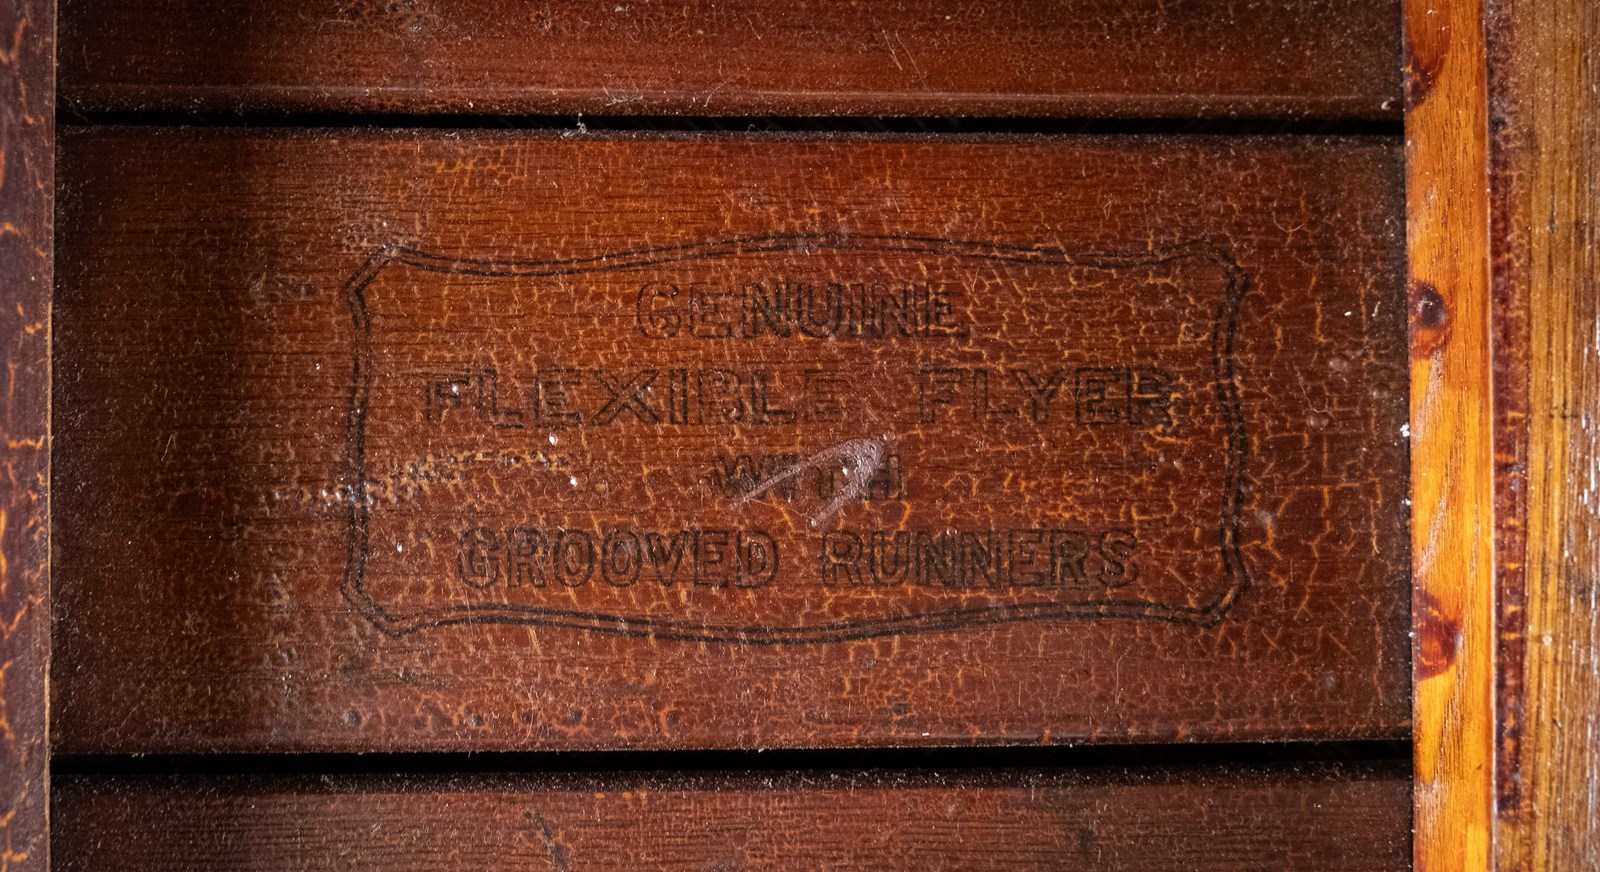 GENUINE
FLEXIBLE FLYER
WITH
GROOVED RUNNERS